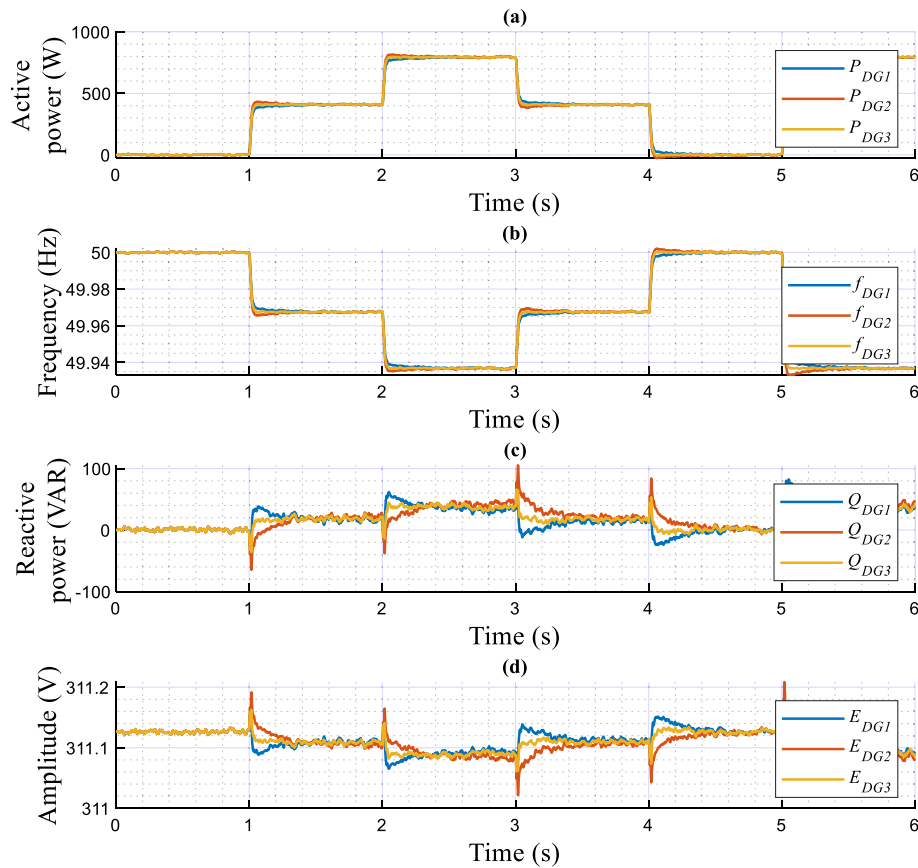 (a)
1000
500
0
Active
power (W)
P_DG1
P_DG2
P_DG3
0 1 2 3 4 5 6
Time (s)
(b)
50
49.98
49.96
49.94
Frequency (Hz)
f_DG1
f_DG2
f_DG3
0 1 2 3 4 5 6
Time (s)
(c)
100
0
-100
Reactive
power (VAR)
Q_DG1
Q_DG2
Q_DG3
0 1 2 3 4 5 6
Time (s)
(d)
311.2
311.1
311
Amplitude (V)
E_DG1
E_DG2
E_DG3
0 1 2 3 4 5 6
Time (s)